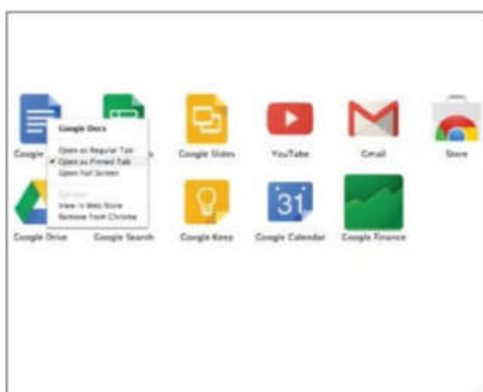 Google Docs
Open as Regular Tab
✓ Open as Pinned Tab
Open Full Screen
View in Web Store
Remove from Chrome
Google Slides
YouTube
Gmail
Store
31
Google Drive
Google Search
Google Keep
Google Calendar
Google Finance